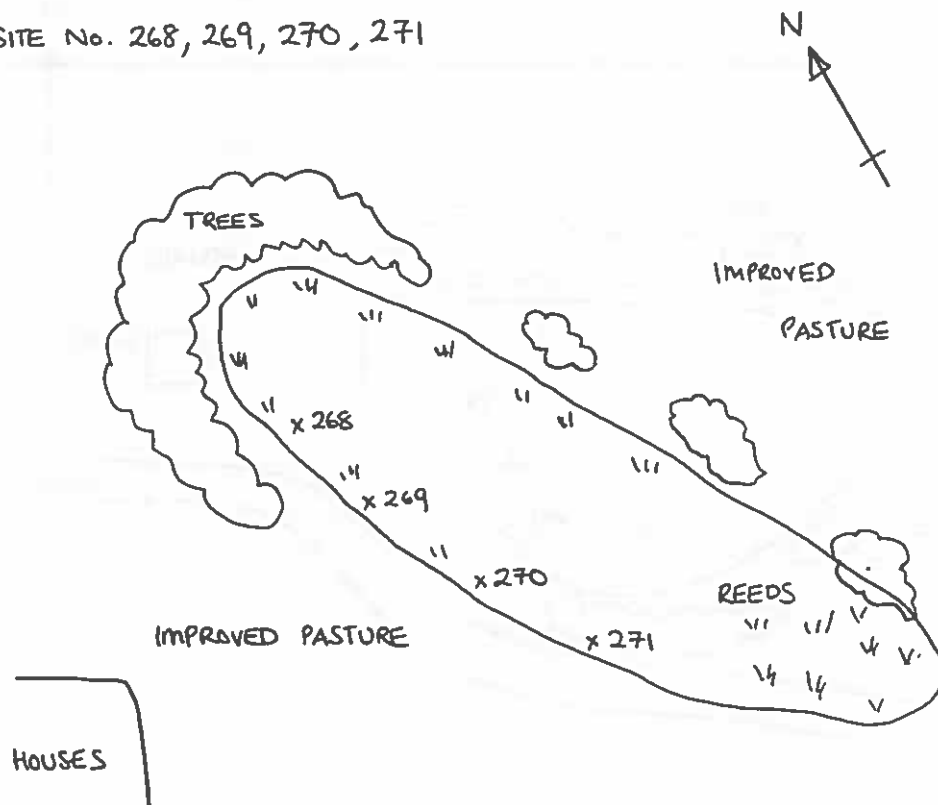 SITE No. 268, 269, 270, 271
N
TREES
IMPROVED
PASTURE
x 268
x 269
x 270
REEDS
x 271
IMPROVED PASTURE
HOUSES